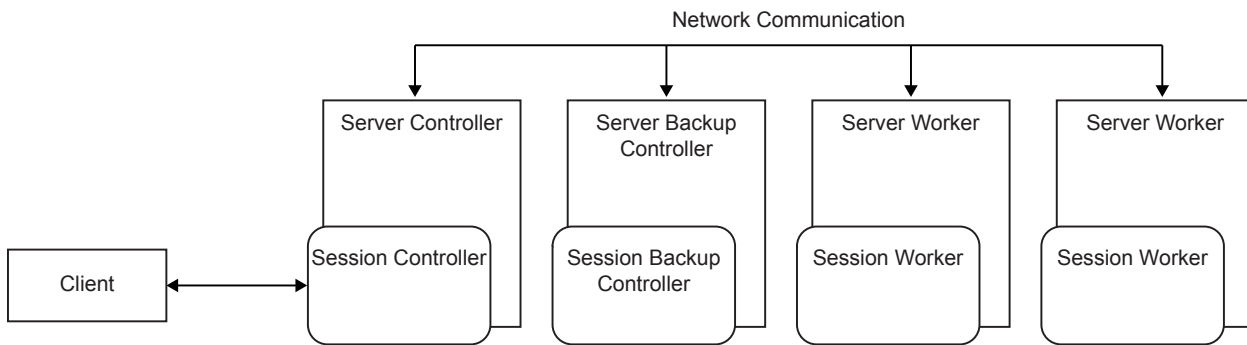 Network Communication
Server Controller
Server Backup
Controller
Server Worker
Server Worker
Session Controller
Session Backup
Controller
Session Worker
Session Worker
Client